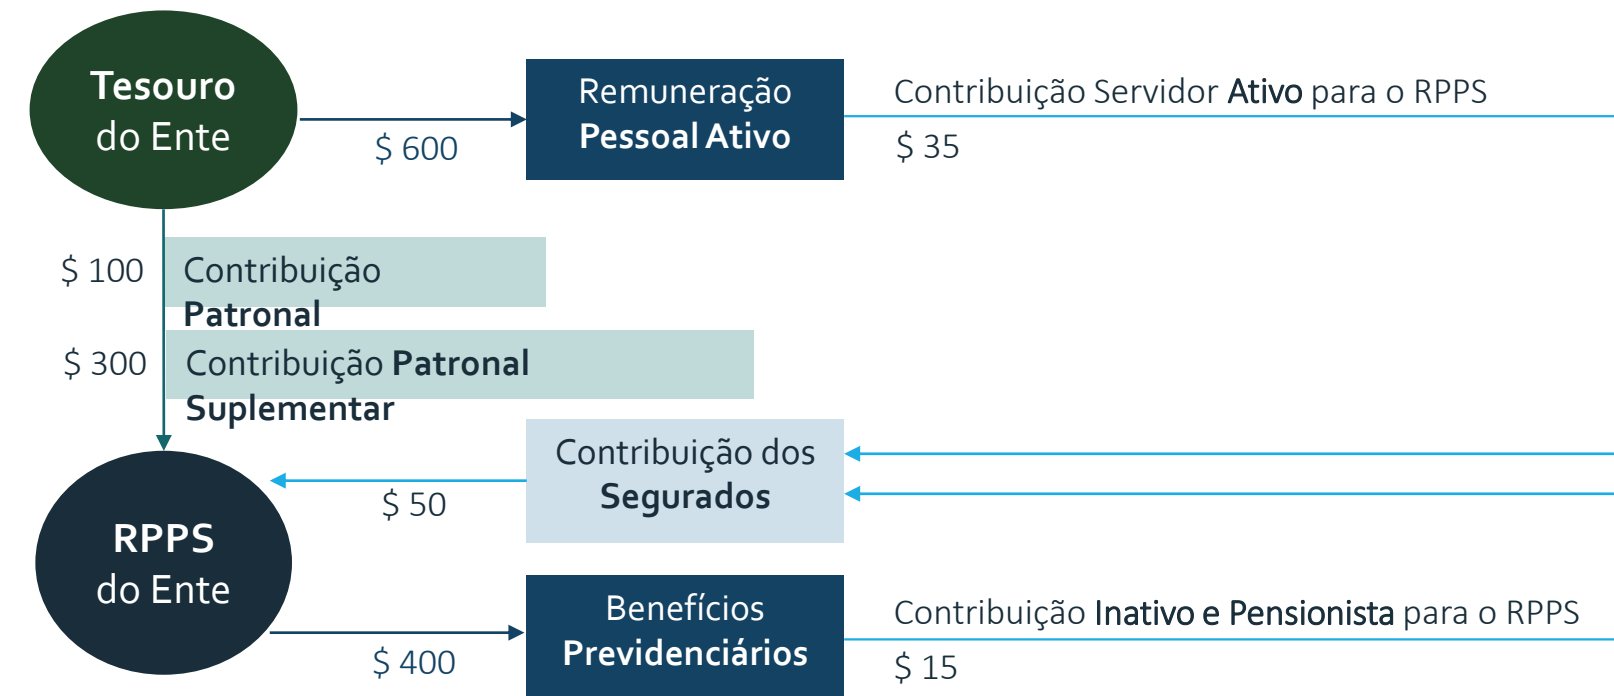 Tesouro
do Ente
$ 600
Remuneração
Pessoal Ativo
Contribuição Servidor Ativo para o RPPS
$ 35
$ 100
Contribuição
Patronal
$ 300
Contribuição Patronal
Suplementar
Contribuição dos
Segurados
$ 50
RPPS
do Ente
$ 400
Benefícios
Previdenciários
Contribuição Inativo e Pensionista para o RPPS
$ 15